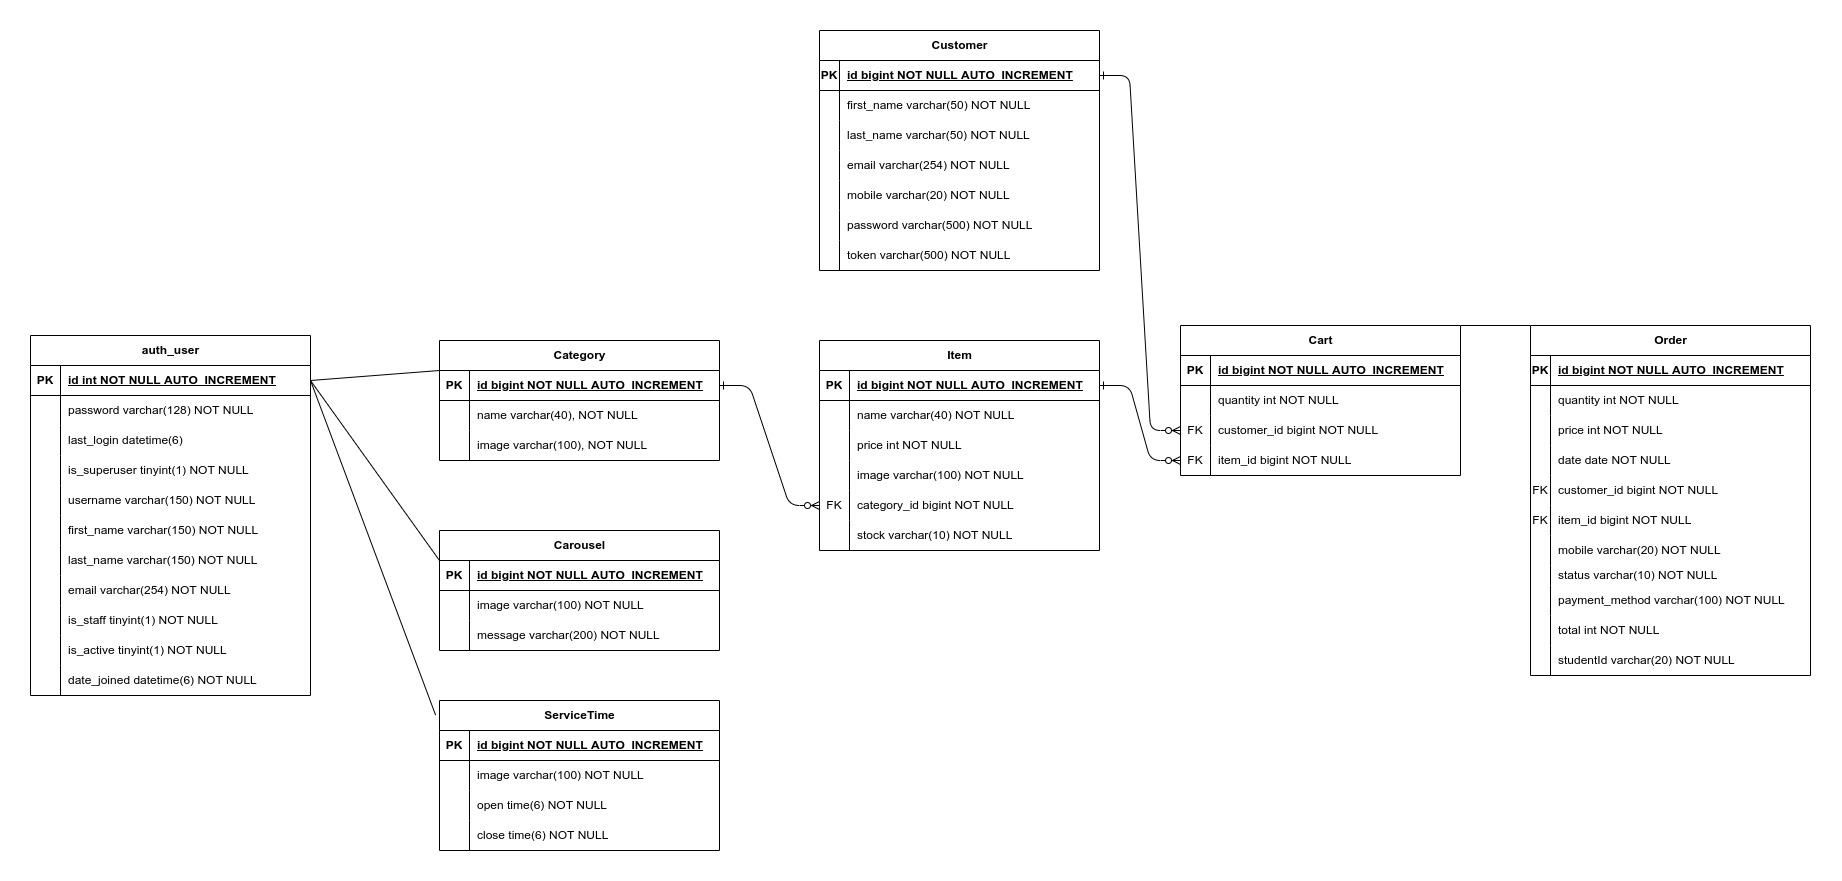 Customer
PK id bigint NOT NULL AUTO_INCREMENT
first_name varchar(50) NOT NULL
last_name varchar(50) NOT NULL
email varchar(254) NOT NULL
mobile varchar(20) NOT NULL
password varchar(500) NOT NULL
token varchar(500) NOT NULL
auth_user
PK id int NOT NULL AUTO_INCREMENT
password varchar(128) NOT NULL
last_login datetime(6)
is_superuser tinyint(1) NOT NULL
username varchar(150) NOT NULL
first_name varchar(150) NOT NULL
last_name varchar(150) NOT NULL
email varchar(254) NOT NULL
is_staff tinyint(1) NOT NULL
is_active tinyint(1) NOT NULL
date_joined datetime(6) NOT NULL
Category
PK id bigint NOT NULL AUTO_INCREMENT
name varchar(40), NOT NULL
image varchar(100), NOT NULL
Carousel
PK id bigint NOT NULL AUTO_INCREMENT
image varchar(100) NOT NULL
message varchar(200) NOT NULL
ServiceTime
PK id bigint NOT NULL AUTO_INCREMENT
image varchar(100) NOT NULL
open time(6) NOT NULL
close time(6) NOT NULL
Item
PK id bigint NOT NULL AUTO_INCREMENT
name varchar(40) NOT NULL
price int NOT NULL
image varchar(100) NOT NULL
FK category_id bigint NOT NULL
stock varchar(10) NOT NULL
Cart
PK id bigint NOT NULL AUTO_INCREMENT
quantity int NOT NULL
FK customer_id bigint NOT NULL
FK item_id bigint NOT NULL
Order
PK id bigint NOT NULL AUTO_INCREMENT
quantity int NOT NULL
price int NOT NULL
date date NOT NULL
FK customer_id bigint NOT NULL
FK item_id bigint NOT NULL
mobile varchar(20) NOT NULL
status varchar(10) NOT NULL
payment_method varchar(100) NOT NULL
total int NOT NULL
studentId varchar(20) NOT NULL